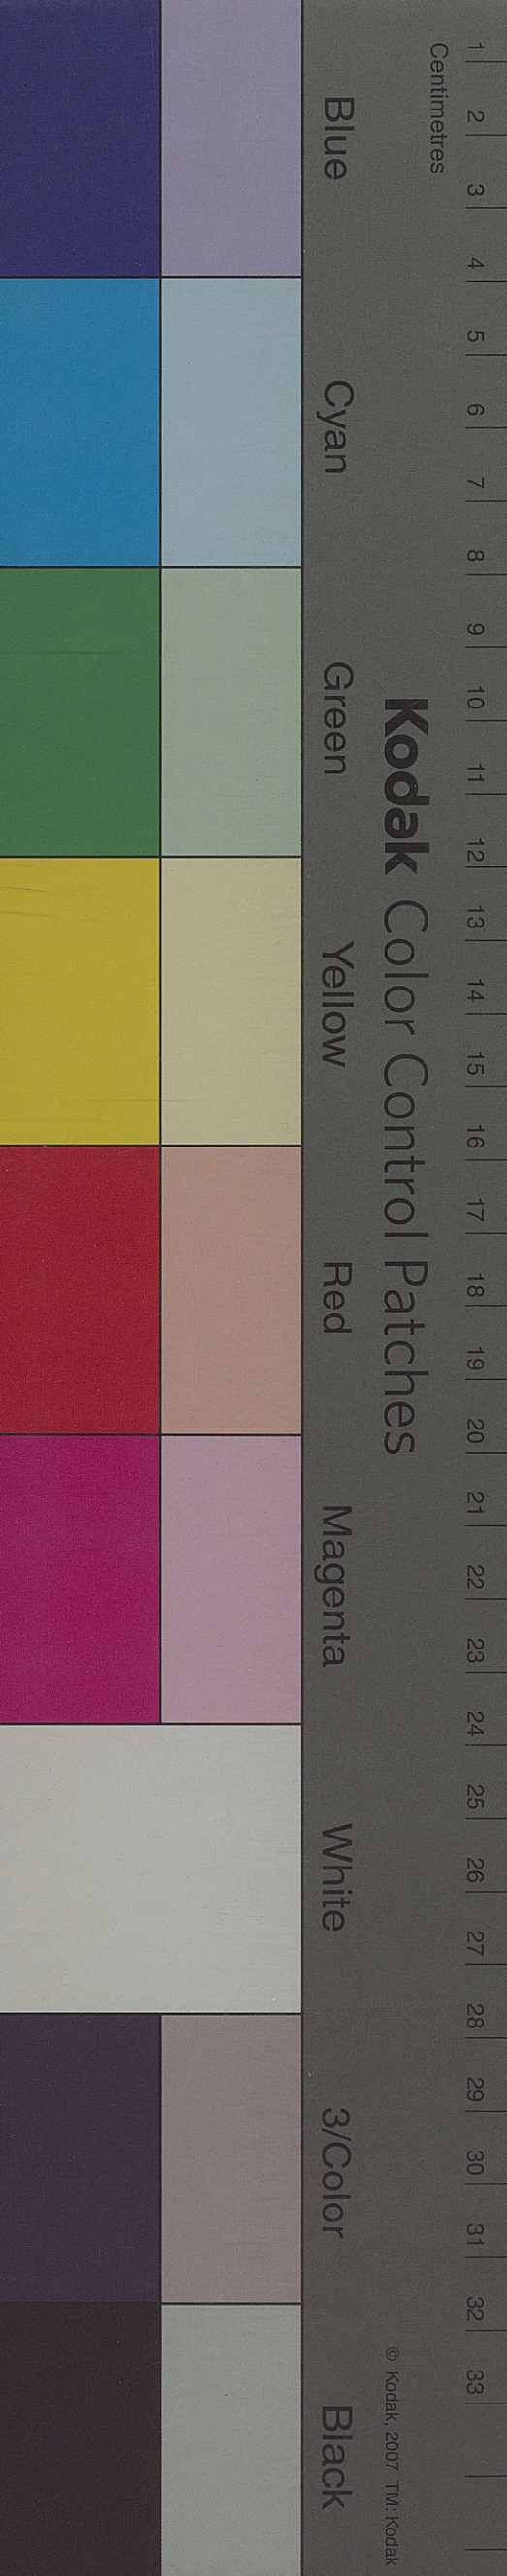 Centimetres
1 2 3 4 5 6 7 8 9 10 11 12 13 14 15 16 17 18 19 20 21 22 23 24 25 26 27 28 29 30 31 32 33
Kodak Color Control Patches
© Kodak, 2007 TM: Kodak
Blue Cyan Green Yellow Red Magenta White 3/Color Black